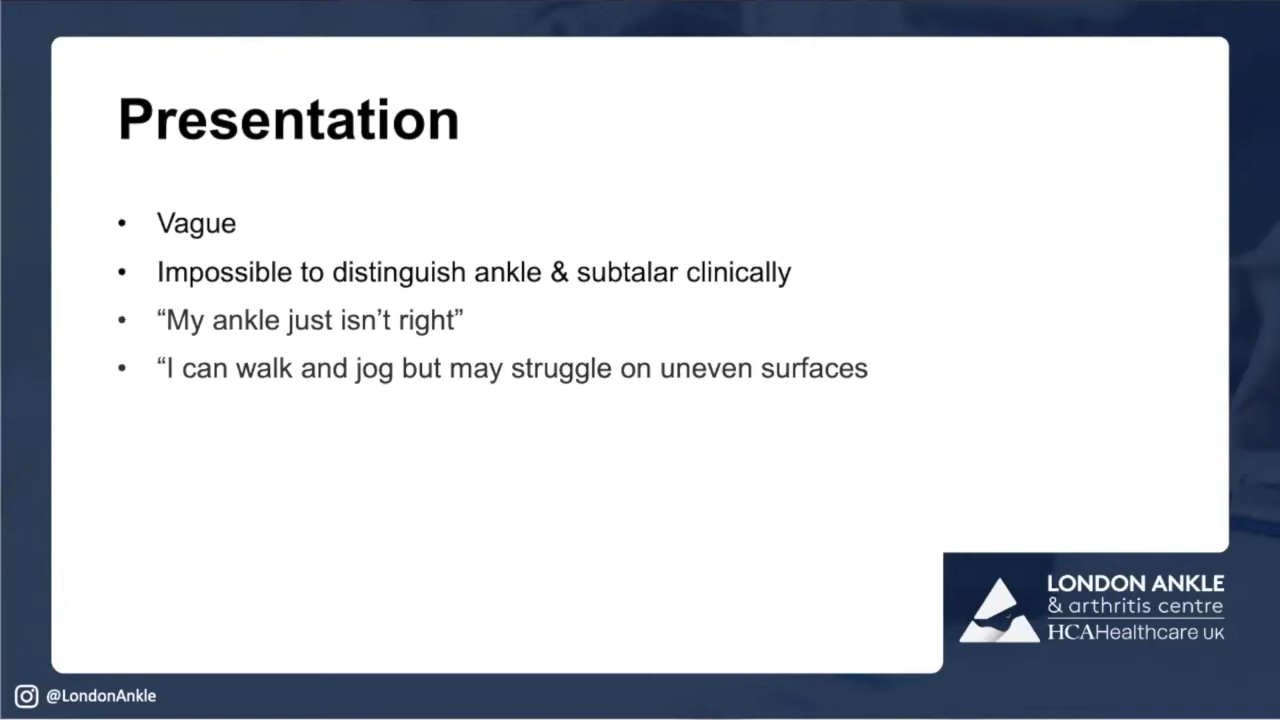 Presentation
• Vague
• Impossible to distinguish ankle & subtalar clinically
• “My ankle just isn’t right”
• “I can walk and jog but may struggle on uneven surfaces
LONDON ANKLE
& arthritis centre
HCAHealthcare UK
@LondonAnkle